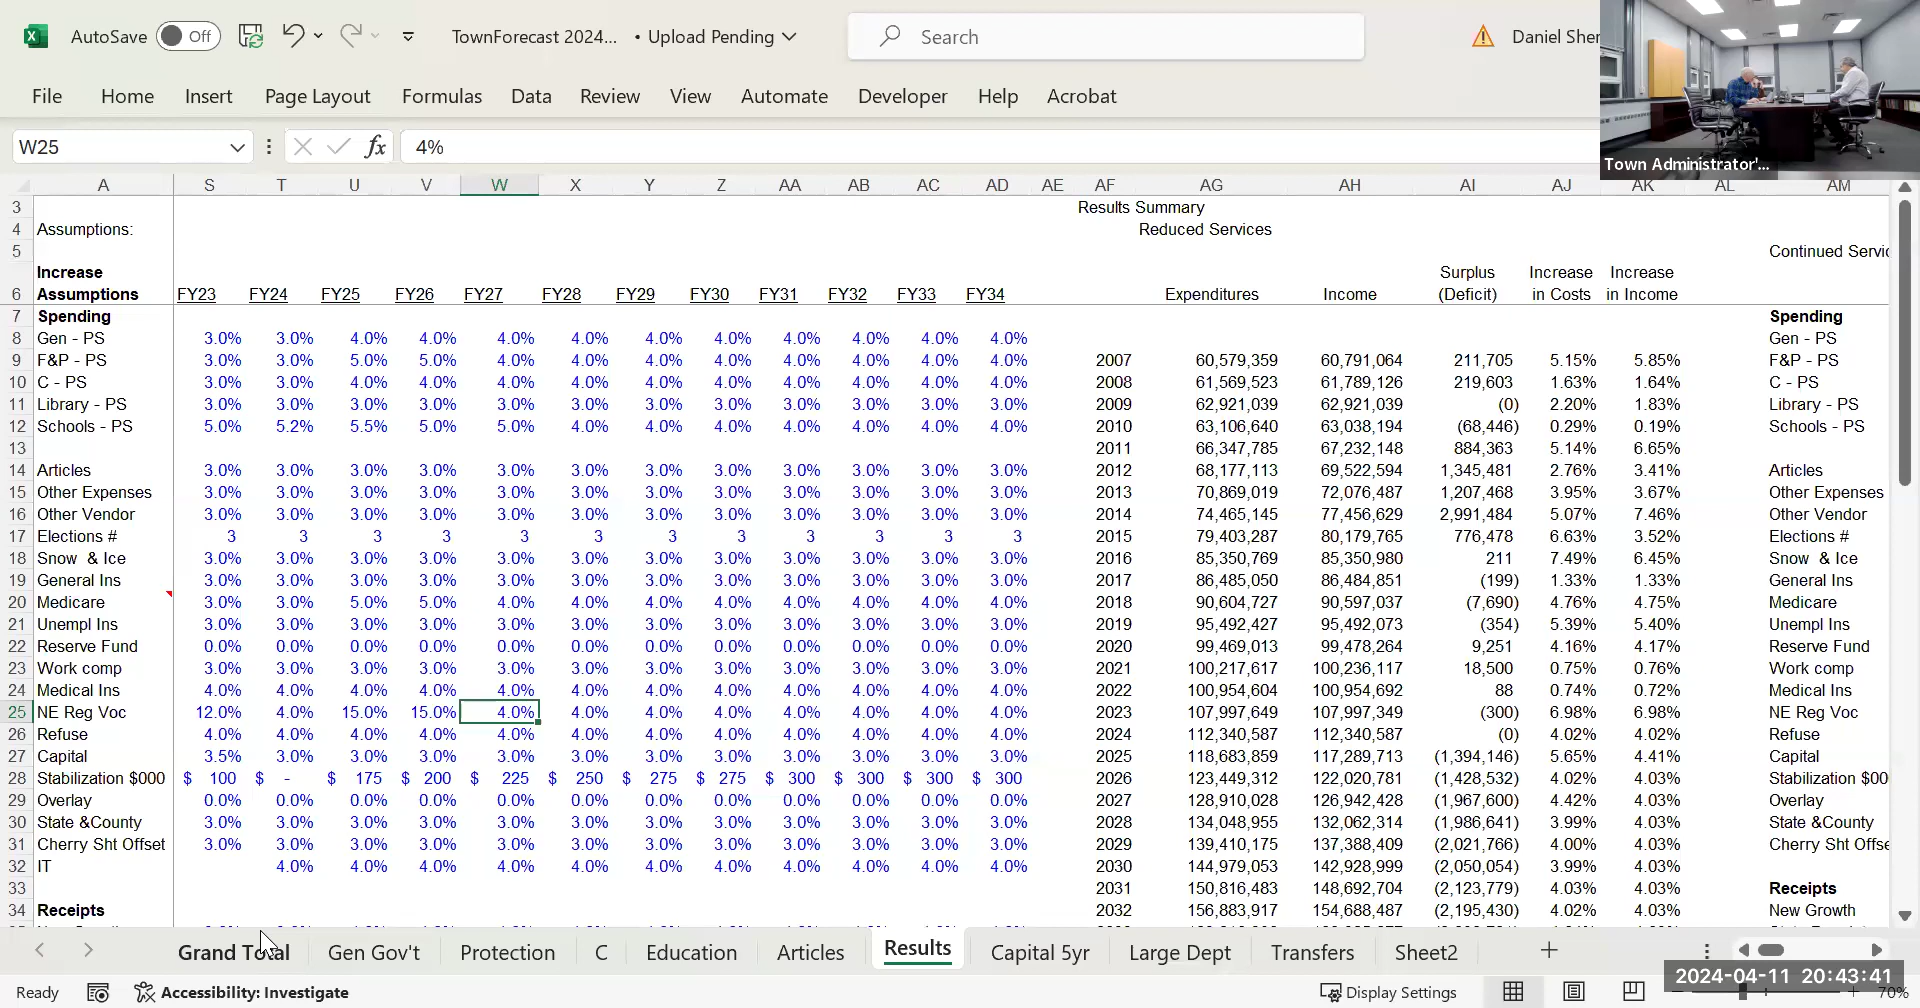 AutoSave Off TownForecast 2024... • Upload Pending Search Daniel Sher
File Home Insert Page Layout Formulas Data Review View Automate Developer Help Acrobat
W25 fx 4%
Town Administrator'...
A S T U V W X Y Z AA AB AC AD AE AF AG AH AI AJ AK AL AM
3 Results Summary
4 Assumptions: Reduced Services
5 Continued Servic
Increase Surplus Increase Increase
6 Assumptions FY23 FY24 FY25 FY26 FY27 FY28 FY29 FY30 FY31 FY32 FY33 FY34 Expenditures Income (Deficit) in Costs in Income
7 Spending Spending
8 Gen - PS 3.0% 3.0% 4.0% 4.0% 4.0% 4.0% 4.0% 4.0% 4.0% 4.0% 4.0% 4.0% Gen - PS
9 F&P - PS 3.0% 3.0% 5.0% 5.0% 4.0% 4.0% 4.0% 4.0% 4.0% 4.0% 4.0% 4.0% 2007 60,579,359 60,791,064 211,705 5.15% 5.85% F&P - PS
10 C - PS 3.0% 3.0% 4.0% 4.0% 4.0% 4.0% 4.0% 4.0% 4.0% 4.0% 4.0% 4.0% 2008 61,569,523 61,789,126 219,603 1.63% 1.64% C - PS
11 Library - PS 3.0% 3.0% 3.0% 3.0% 3.0% 3.0% 3.0% 3.0% 3.0% 3.0% 3.0% 3.0% 2009 62,921,039 62,921,039 (0) 2.20% 1.83% Library - PS
12 Schools - PS 5.0% 5.2% 5.5% 5.0% 5.0% 4.0% 4.0% 4.0% 4.0% 4.0% 4.0% 4.0% 2010 63,106,640 63,038,194 (68,446) 0.29% 0.19% Schools - PS
13 2011 66,347,785 67,232,148 884,363 5.14% 6.65%
14 Articles 3.0% 3.0% 3.0% 3.0% 3.0% 3.0% 3.0% 3.0% 3.0% 3.0% 3.0% 3.0% 2012 68,177,113 69,522,594 1,345,481 2.76% 3.41% Articles
15 Other Expenses 3.0% 3.0% 3.0% 3.0% 3.0% 3.0% 3.0% 3.0% 3.0% 3.0% 3.0% 3.0% 2013 70,869,019 72,076,487 1,207,468 3.95% 3.67% Other Expenses
16 Other Vendor 3.0% 3.0% 3.0% 3.0% 3.0% 3.0% 3.0% 3.0% 3.0% 3.0% 3.0% 3.0% 2014 74,465,145 77,456,629 2,991,484 5.07% 7.46% Other Vendor
17 Elections # 3 3 3 3 3 3 3 3 3 3 3 3 2015 79,403,287 80,179,765 776,478 6.63% 3.52% Elections #
18 Snow & Ice 3.0% 3.0% 3.0% 3.0% 3.0% 3.0% 3.0% 3.0% 3.0% 3.0% 3.0% 3.0% 2016 85,350,769 85,350,980 211 7.49% 6.45% Snow & Ice
19 General Ins 3.0% 3.0% 3.0% 3.0% 3.0% 3.0% 3.0% 3.0% 3.0% 3.0% 3.0% 3.0% 2017 86,485,050 86,484,851 (199) 1.33% 1.33% General Ins
20 Medicare 3.0% 3.0% 5.0% 5.0% 4.0% 4.0% 4.0% 4.0% 4.0% 4.0% 4.0% 4.0% 2018 90,604,727 90,597,037 (7,690) 4.76% 4.75% Medicare
21 Unempl Ins 3.0% 3.0% 3.0% 3.0% 3.0% 3.0% 3.0% 3.0% 3.0% 3.0% 3.0% 3.0% 2019 95,492,427 95,492,073 (354) 5.39% 5.40% Unempl Ins
22 Reserve Fund 0.0% 0.0% 0.0% 0.0% 0.0% 0.0% 0.0% 0.0% 0.0% 0.0% 0.0% 0.0% 2020 99,469,013 99,478,264 9,251 4.16% 4.17% Reserve Fund
23 Work comp 3.0% 3.0% 3.0% 3.0% 3.0% 3.0% 3.0% 3.0% 3.0% 3.0% 3.0% 3.0% 2021 100,217,617 100,236,117 18,500 0.75% 0.76% Work comp
24 Medical Ins 4.0% 4.0% 4.0% 4.0% 4.0% 4.0% 4.0% 4.0% 4.0% 4.0% 4.0% 4.0% 2022 100,954,604 100,954,692 88 0.74% 0.72% Medical Ins
25 NE Reg Voc 12.0% 4.0% 15.0% 15.0% 4.0% 4.0% 4.0% 4.0% 4.0% 4.0% 4.0% 4.0% 2023 107,997,649 107,997,349 (300) 6.98% 6.98% NE Reg Voc
26 Refuse 4.0% 4.0% 4.0% 4.0% 4.0% 4.0% 4.0% 4.0% 4.0% 4.0% 4.0% 4.0% 2024 112,340,587 112,340,587 (0) 4.02% 4.02% Refuse
27 Capital 3.5% 3.0% 3.0% 3.0% 3.0% 3.0% 3.0% 3.0% 3.0% 3.0% 3.0% 3.0% 2025 118,683,859 117,289,713 (1,394,146) 5.65% 4.41% Capital
28 Stabilization $000 $ 100 $ - $ 175 $ 200 $ 225 $ 250 $ 275 $ 275 $ 300 $ 300 $ 300 $ 300 2026 123,449,312 122,020,781 (1,428,532) 4.02% 4.03% Stabilization $00
29 Overlay 0.0% 0.0% 0.0% 0.0% 0.0% 0.0% 0.0% 0.0% 0.0% 0.0% 0.0% 0.0% 2027 128,910,028 126,942,428 (1,967,600) 4.42% 4.03% Overlay
30 State &County 3.0% 3.0% 3.0% 3.0% 3.0% 3.0% 3.0% 3.0% 3.0% 3.0% 3.0% 3.0% 2028 134,048,955 132,062,314 (1,986,641) 3.99% 4.03% State &County
31 Cherry Sht Offset 3.0% 3.0% 3.0% 3.0% 3.0% 3.0% 3.0% 3.0% 3.0% 3.0% 3.0% 3.0% 2029 139,410,175 137,388,409 (2,021,766) 4.00% 4.03% Cherry Sht Offse
32 IT 4.0% 4.0% 4.0% 4.0% 4.0% 4.0% 4.0% 4.0% 4.0% 4.0% 4.0% 2030 144,979,053 142,928,999 (2,050,054) 3.99% 4.03%
33 2031 150,816,483 148,692,704 (2,123,779) 4.03% 4.03% Receipts
34 Receipts 2032 156,883,917 154,688,487 (2,195,430) 4.02% 4.03% New Growth
Grand Total Gen Gov't Protection C Education Articles Results Capital 5yr Large Dept Transfers Sheet2
2024-04-11 20:43:41
Ready Accessibility: Investigate Display Settings 70%